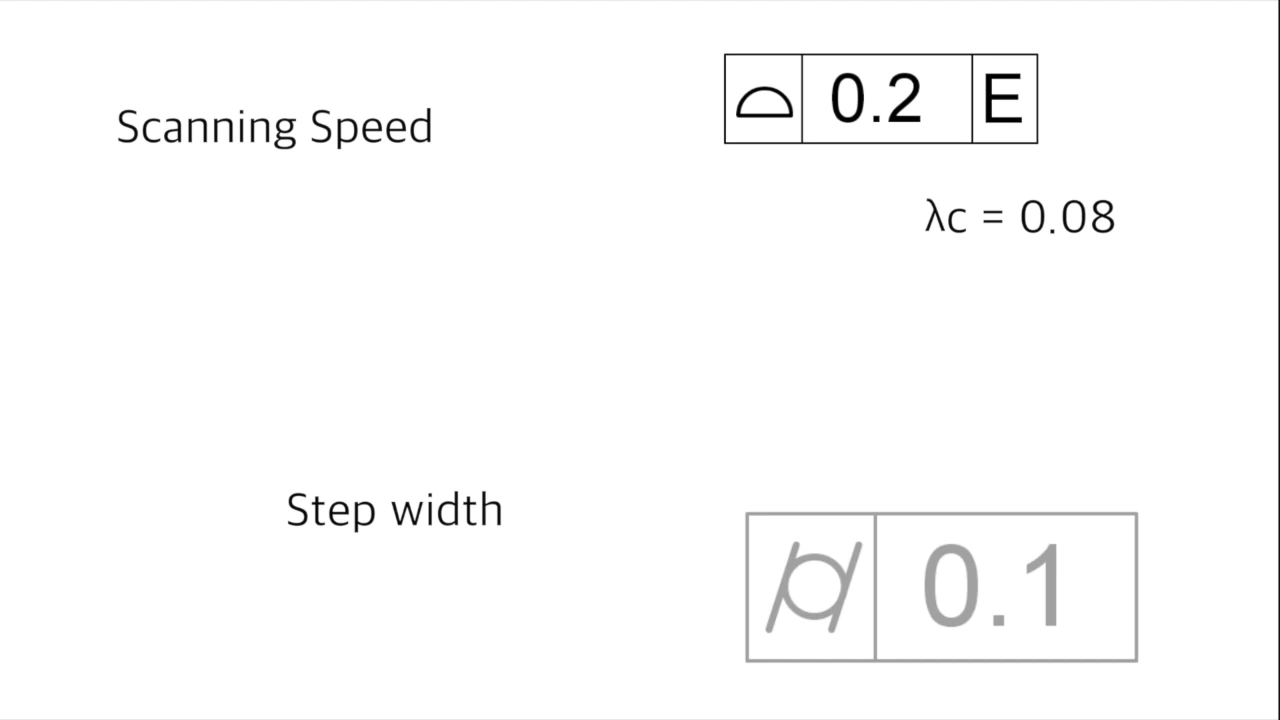 Scanning Speed
⌓ 0.2 E
λc = 0.08
Step width
⌭ 0.1